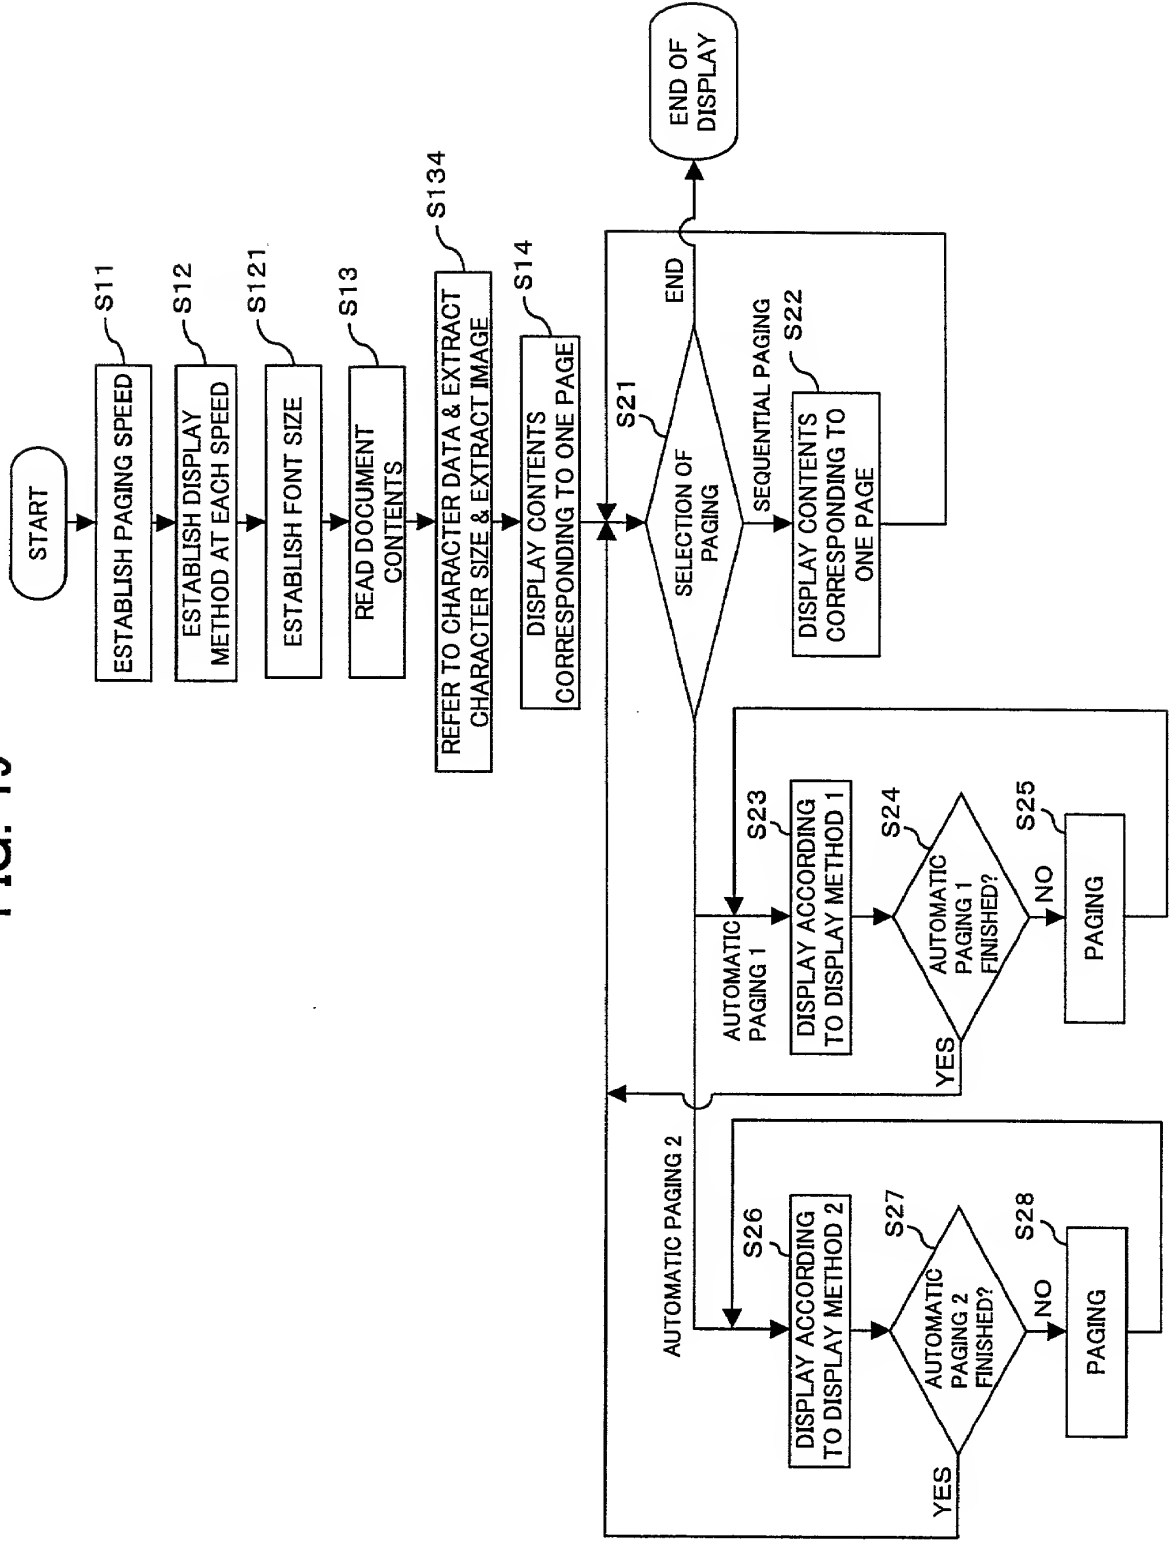 START
S11
ESTABLISH PAGING SPEED
S12
ESTABLISH DISPLAY
METHOD AT EACH SPEED
S121
ESTABLISH FONT SIZE
S13
READ DOCUMENT
CONTENTS
S134
REFER TO CHARACTER DATA & EXTRACT
CHARACTER SIZE & EXTRACT IMAGE
S14
DISPLAY CONTENTS
CORRESPONDING TO ONE PAGE
S21
SELECTION OF
PAGING
END
END OF
DISPLAY
SEQUENTIAL PAGING
S22
DISPLAY CONTENTS
CORRESPONDING TO
ONE PAGE
AUTOMATIC
PAGING 1
S23
DISPLAY ACCORDING
TO DISPLAY METHOD 1
S24
AUTOMATIC
PAGING 1
FINISHED?
YES
NO
S25
PAGING
AUTOMATIC PAGING 2
S26
DISPLAY ACCORDING
TO DISPLAY METHOD 2
S27
AUTOMATIC
PAGING 2
FINISHED?
YES
NO
S28
PAGING